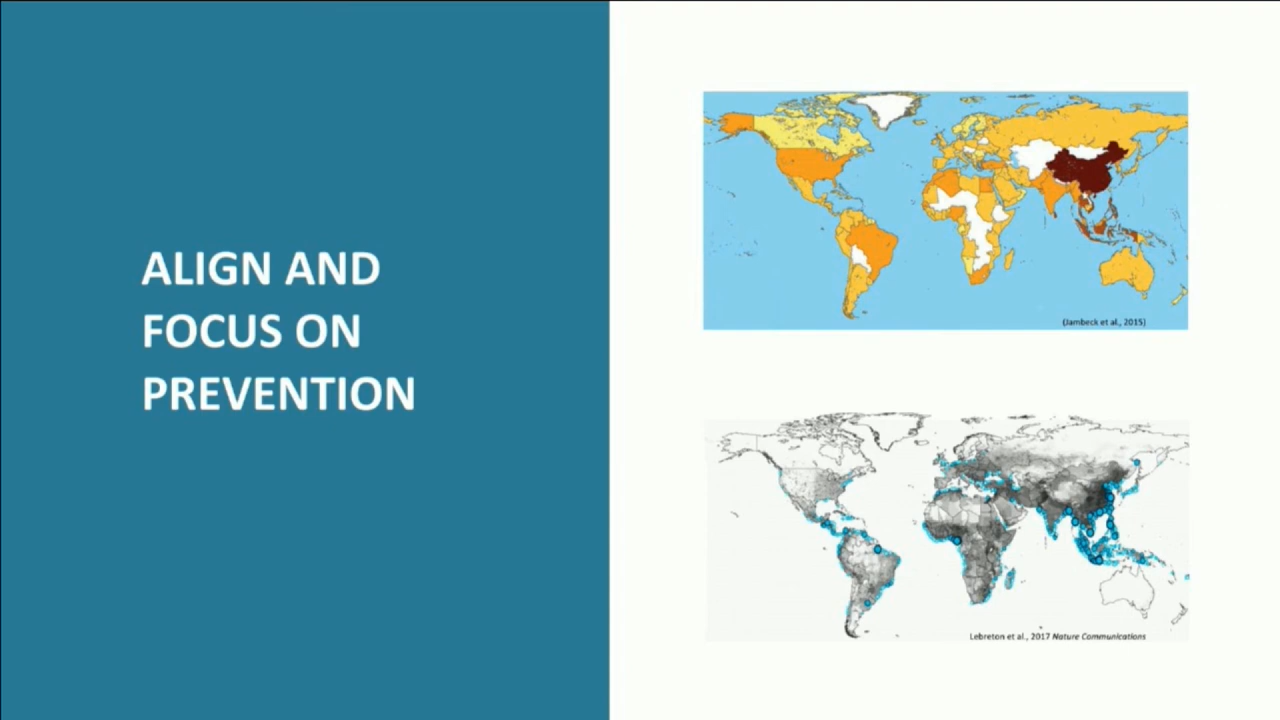 ALIGN AND
FOCUS ON
PREVENTION
(Jambeck et al., 2015)
Lebreton et al., 2017 Nature Communications